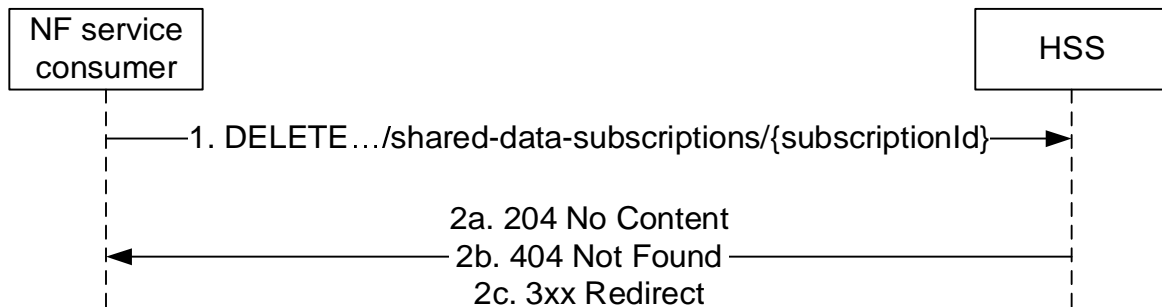 NF service
consumer
HSS
1. DELETE…/shared-data-subscriptions/{subscriptionId}
2a. 204 No Content
2b. 404 Not Found
2c. 3xx Redirect